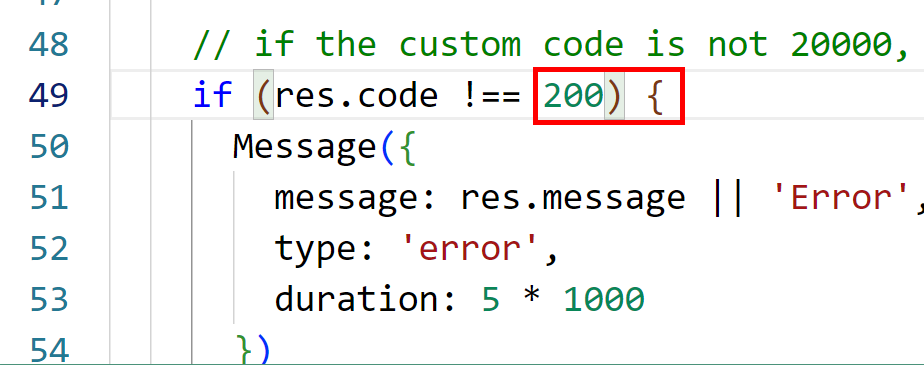 48 // if the custom code is not 20000,
49 if (res.code !== 200) {
50 Message({
51 message: res.message || 'Error',
52 type: 'error',
53 duration: 5 * 1000
54 })